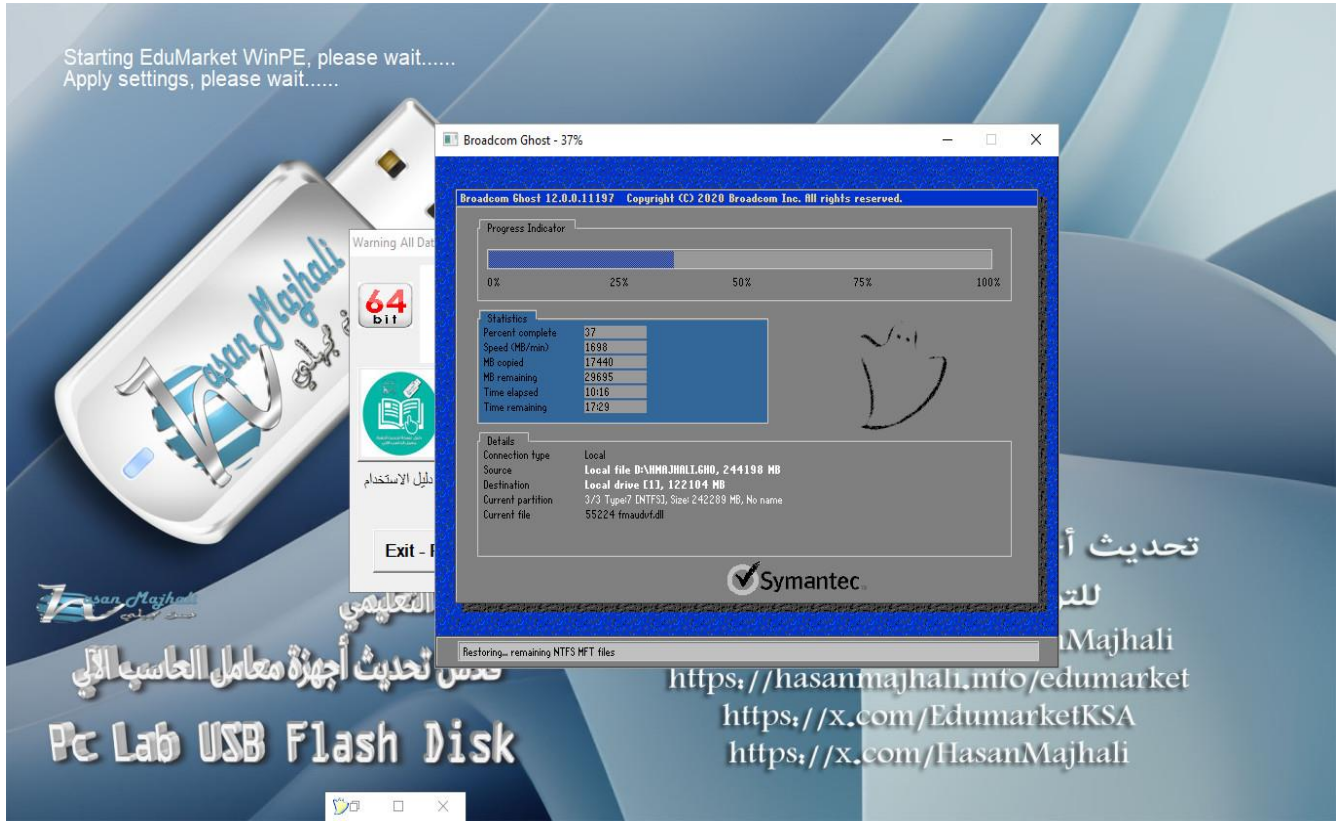 Starting EduMarket WinPE, please wait......
Apply settings, please wait......
Broadcom Ghost - 37%
Broadcom Ghost 12.0.0.11197 Copyright (C) 2020 Broadcom Inc. All rights reserved.
Progress Indicator
0% 25% 50% 75% 100%
Warning All Dat
64
bit
Statistics
Percent complete 37
Speed (MB/min) 1698
MB copied 17440
MB remaining 29695
Time elapsed 10:16
Time remaining 17:29
Details
Connection type Local
Source Local file D:\HMAJHALI.GHO, 244198 MB
Destination Local drive [1], 122104 MB
Current partition 3/3 Type:7 [NTFS], Size: 242289 MB, No name
Current file 55224 fmaudvf.dll
دليل الاستخدام
Exit -
Symantec
Restoring... remaining NTFS MFT files
Hasan Majhali
حسن مجهلي
Hasan Majhali
التعليمي
تحديث أجهزة معامل الحاسب الآلي
Pc Lab USB Flash Disk
تحديث
nMajhali
https://hasanmajhali.info/edumarket
https://x.com/EdumarketKSA
https://x.com/HasanMajhali